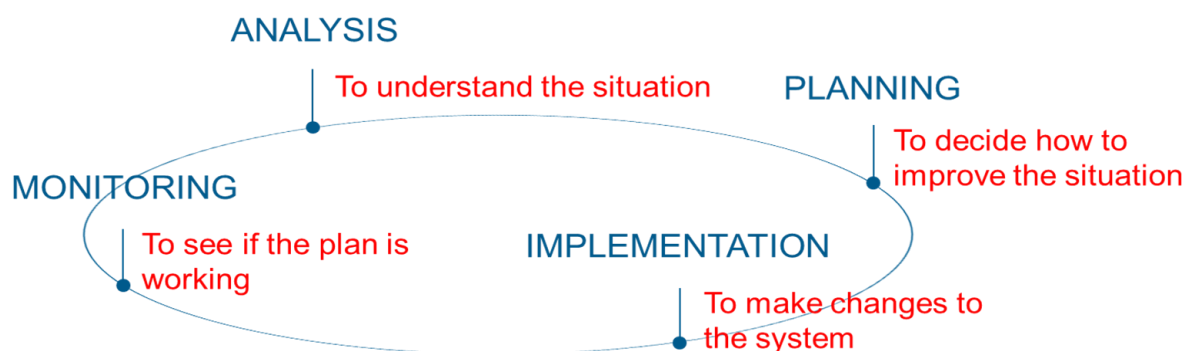 ANALYSIS
To understand the situation
PLANNING
To decide how to
improve the situation
MONITORING
To see if the plan is
working
IMPLEMENTATION
To make changes to
the system